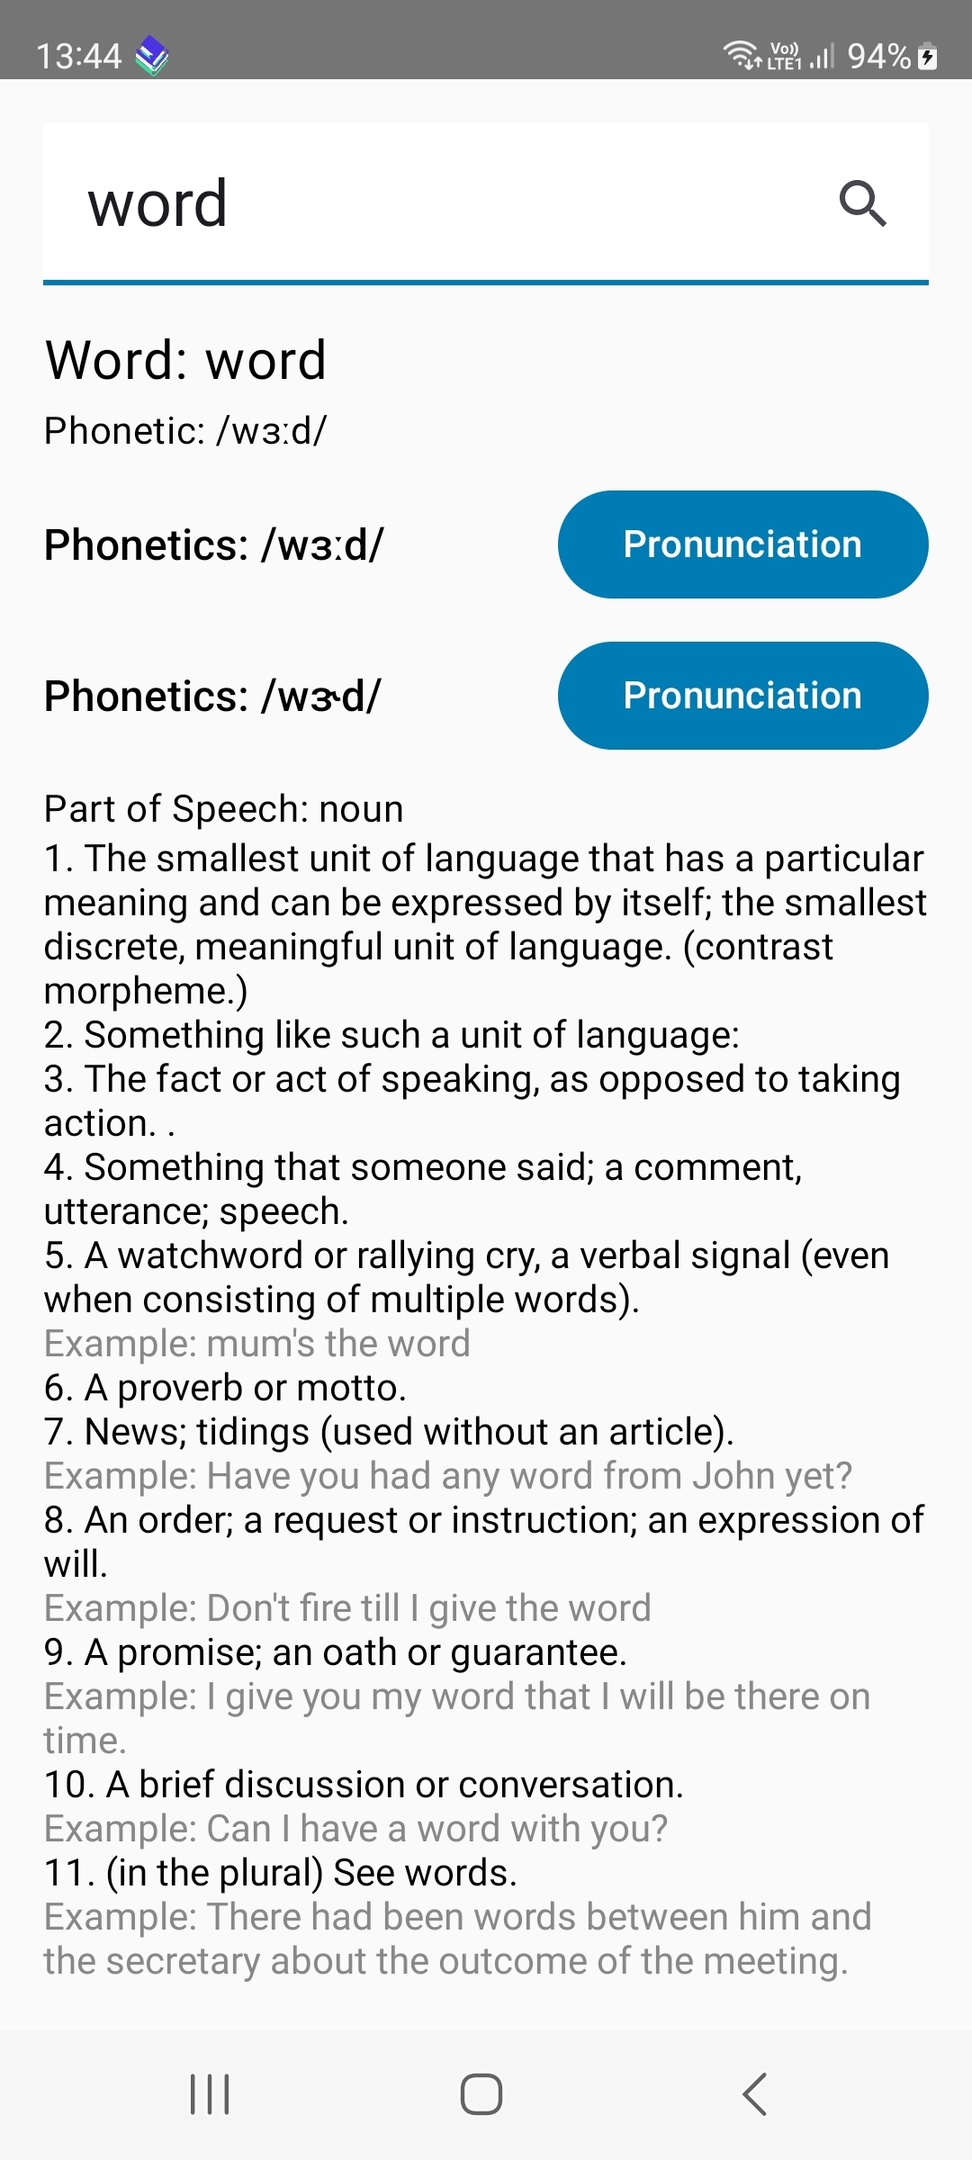 13:44
Vo)) LTE1 94%
word
Word: word
Phonetic: /wɜːd/
Phonetics: /wɜːd/
Pronunciation
Phonetics: /wɝd/
Pronunciation
Part of Speech: noun
1. The smallest unit of language that has a particular
meaning and can be expressed by itself; the smallest
discrete, meaningful unit of language. (contrast
morpheme.)
2. Something like such a unit of language:
3. The fact or act of speaking, as opposed to taking
action. .
4. Something that someone said; a comment,
utterance; speech.
5. A watchword or rallying cry, a verbal signal (even
when consisting of multiple words).
Example: mum's the word
6. A proverb or motto.
7. News; tidings (used without an article).
Example: Have you had any word from John yet?
8. An order; a request or instruction; an expression of
will.
Example: Don't fire till I give the word
9. A promise; an oath or guarantee.
Example: I give you my word that I will be there on
time.
10. A brief discussion or conversation.
Example: Can I have a word with you?
11. (in the plural) See words.
Example: There had been words between him and
the secretary about the outcome of the meeting.